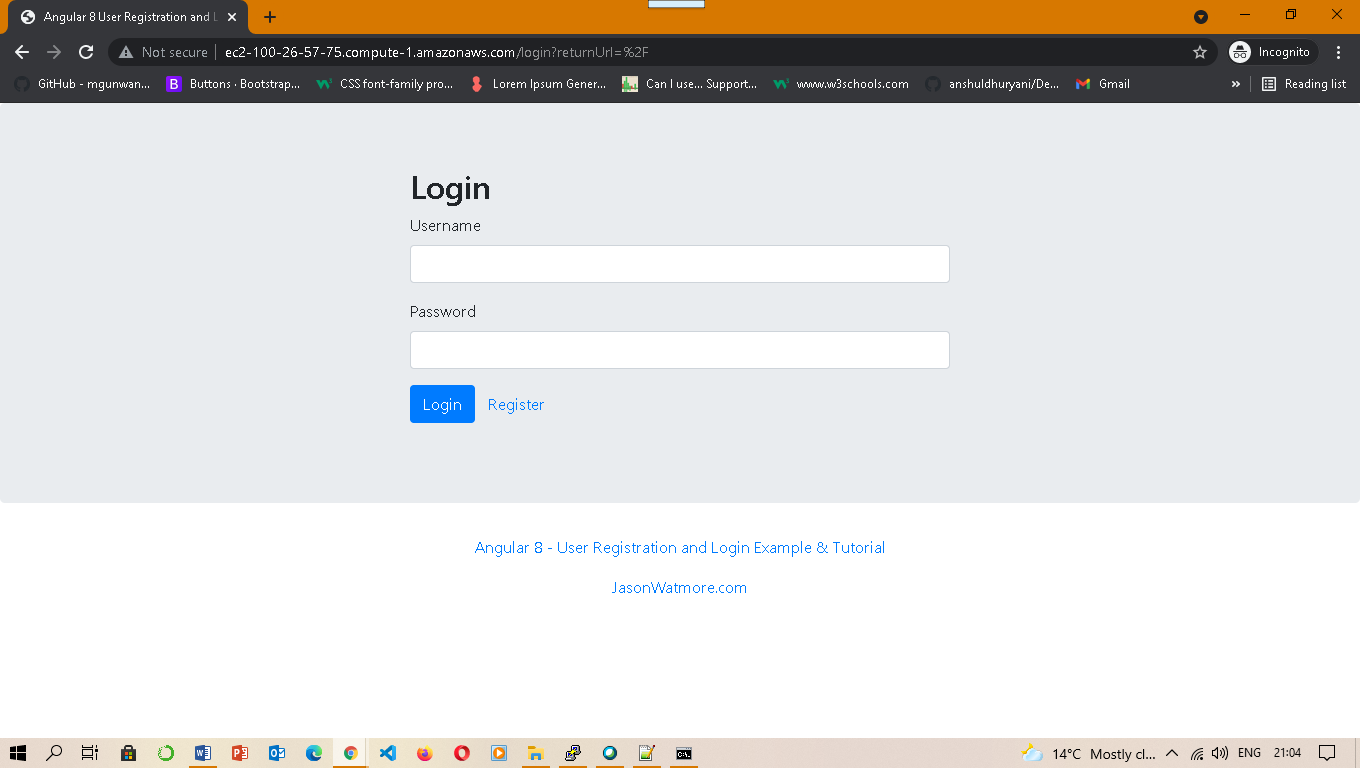 Angular 8 User Registration and L
Not secure
ec2-100-26-57-75.compute-1.amazonaws.com/login?returnUrl=%2F
Incognito
GitHub - mgunwan...
B
Buttons · Bootstrap...
CSS font-family pro...
Lorem Ipsum Gener...
Can I use... Support...
www.w3schools.com
anshuldhuryani/De...
Gmail
»
Reading list
Login
Username
Password
Login
Register
Angular 8 - User Registration and Login Example & Tutorial
JasonWatmore.com
14°C Mostly cl...
ENG
21:04